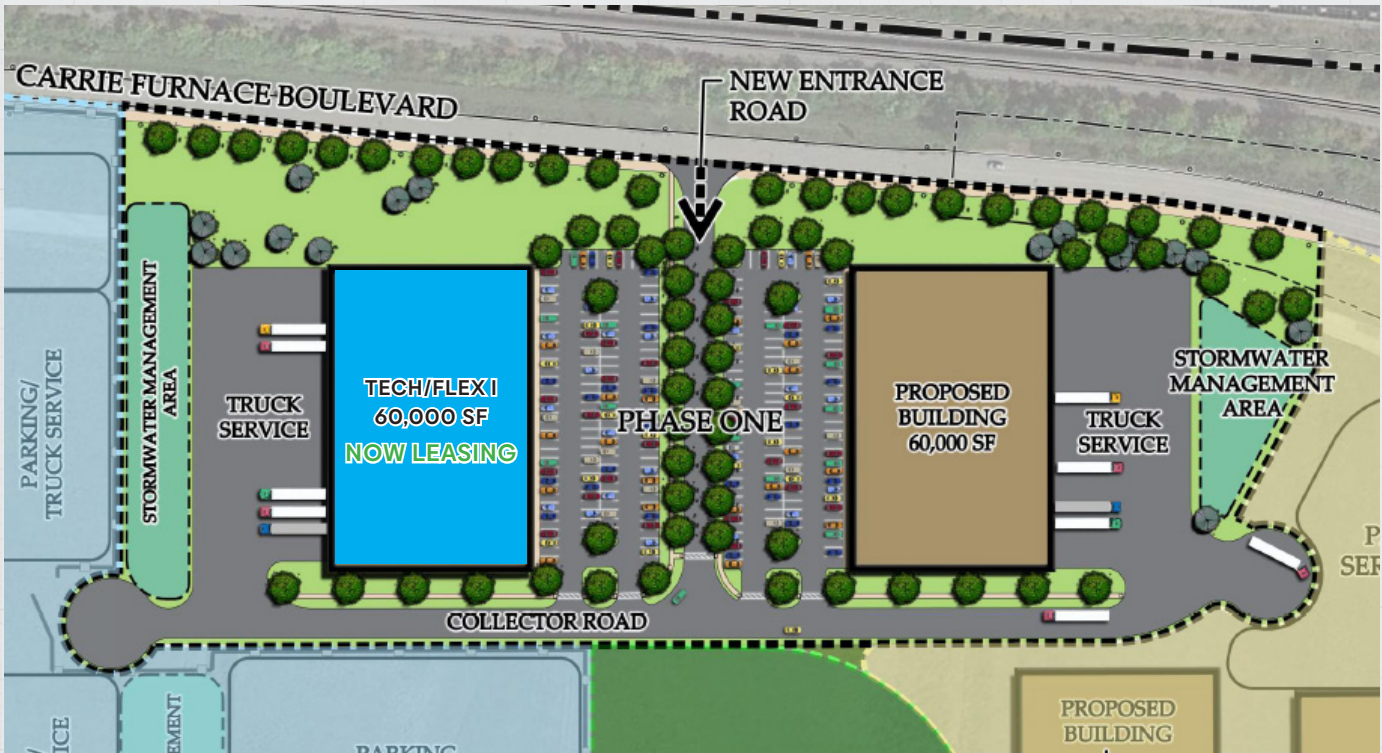 CARRIE FURNACE BOULEVARD
NEW ENTRANCE
ROAD
STORMWATER MANAGEMENT
AREA
PARKING/
TRUCK SERVICE
TRUCK
SERVICE
TECH/FLEX I
60,000 SF
NOW LEASING
PHASE ONE
PROPOSED
BUILDING
60,000 SF
TRUCK
SERVICE
STORMWATER
MANAGEMENT
AREA
COLLECTOR ROAD
PROPOSED
BUILDING
PARKING